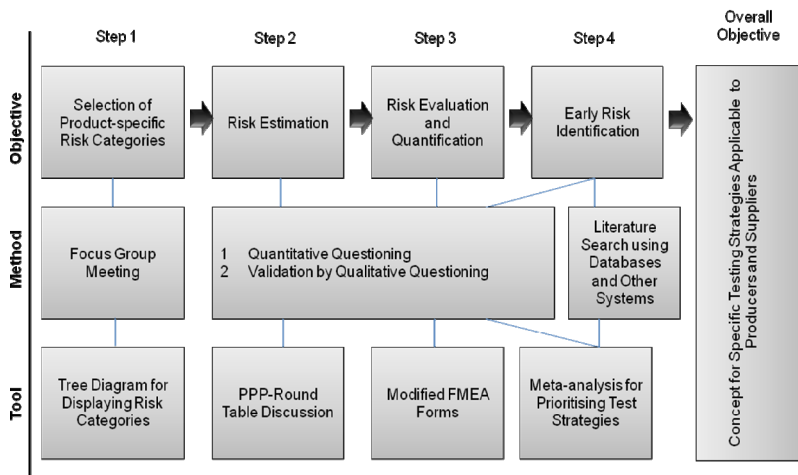 Step 1
Step 2
Step 3
Step 4
Overall
Objective
Objective
Selection of
Product-specific
Risk Categories
Risk Estimation
Risk Evaluation
and
Quantification
Early Risk
Identification
Concept for Specific Testing Strategies Applicable to
Producers and Suppliers
Method
Focus Group
Meeting
1 Quantitative Questioning
2 Validation by Qualitative Questioning
Literature
Search using
Databases
and Other
Systems
Tool
Tree Diagram for
Displaying Risk
Categories
PPP-Round
Table Discussion
Modified FMEA
Forms
Meta-analysis for
Prioritising Test
Strategies